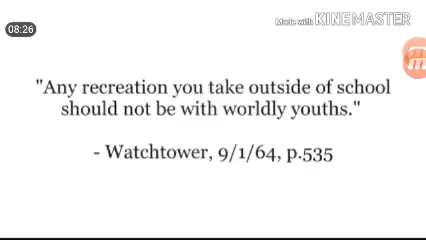 08:26
Made with KINEMASTER
"Any recreation you take outside of school
should not be with worldly youths."
- Watchtower, 9/1/64, p.535